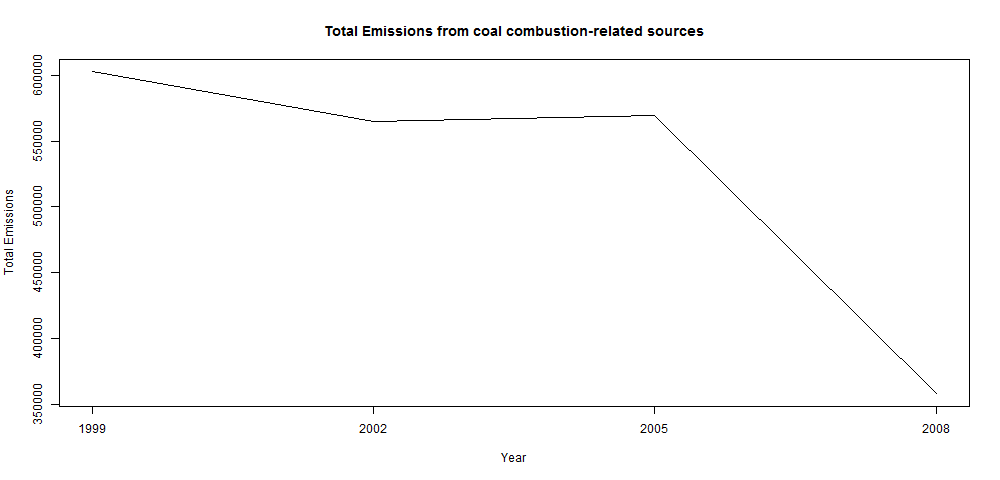 Total Emissions from coal combustion-related sources
Total Emissions
600000
550000
500000
450000
400000
350000
1999 2002 2005 2008
Year